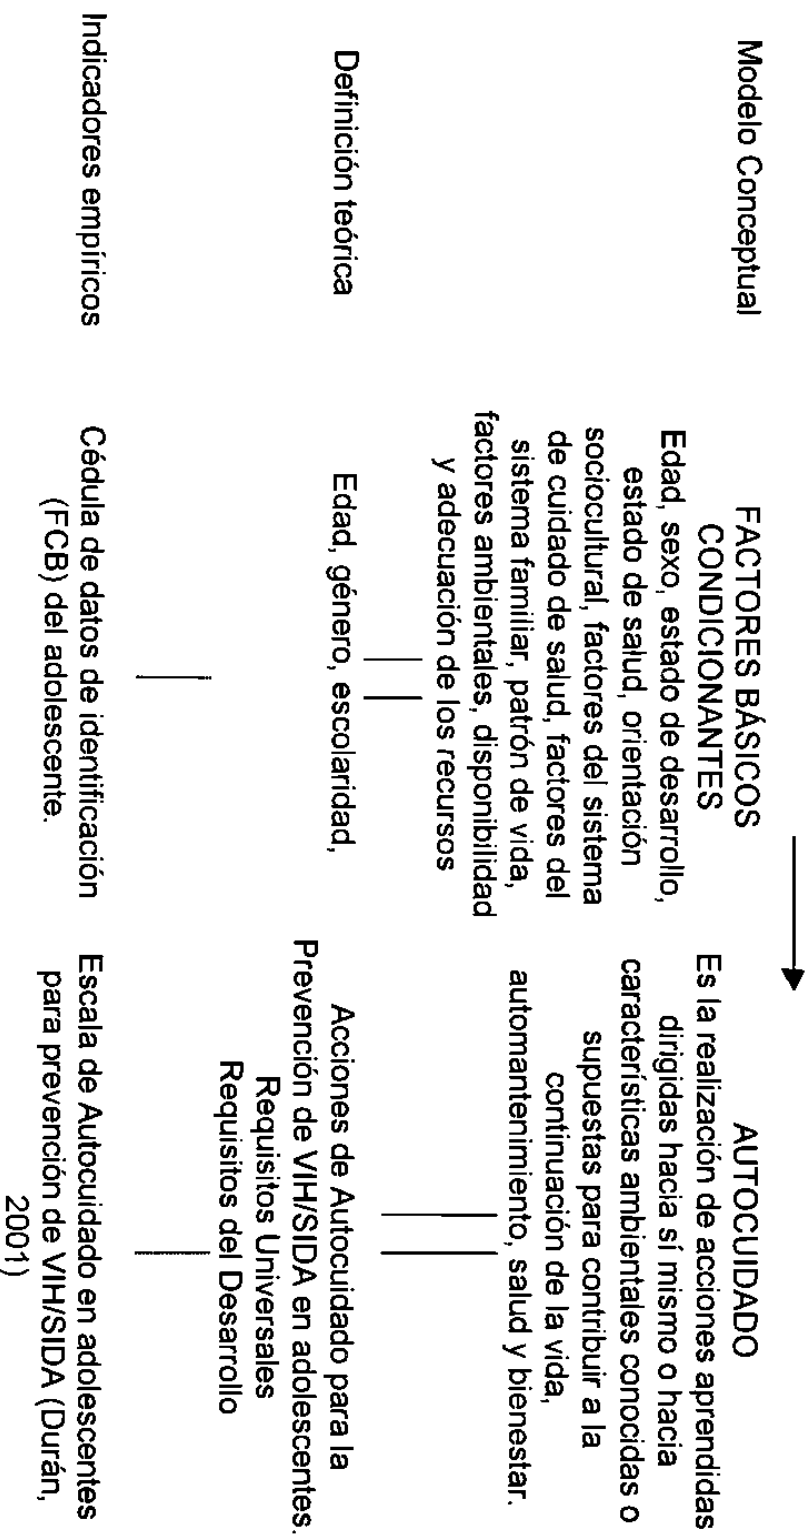 Modelo Conceptual
FACTORES BÁSICOS
CONDICIONANTES
Edad, sexo, estado de desarrollo,
estado de salud, orientación
sociocultural, factores del sistema
de cuidado de salud, factores del
sistema familiar, patrón de vida,
factores ambientales, disponibilidad
y adecuación de los recursos
AUTOCUIDADO
Es la realización de acciones aprendidas
dirigidas hacia sí mismo o hacia
características ambientales conocidas o
supuestas para contribuir a la
continuación de la vida,
automantenimiento, salud y bienestar.
Definición teórica
Edad, género, escolaridad,
Acciones de Autocuidado para la
Prevención de VIH/SIDA en adolescentes.
Requisitos Universales
Requisitos del Desarrollo
Indicadores empíricos
Cédula de datos de identificación
(FCB) del adolescente.
Escala de Autocuidado en adolescentes
para prevención de VIH/SIDA (Durán,
2001)